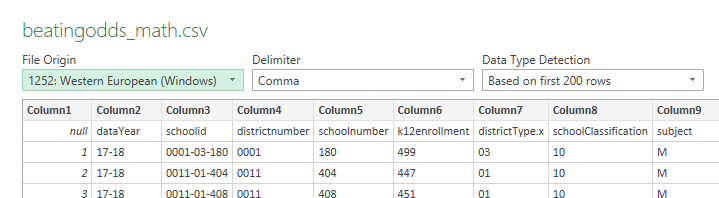 beatingodds_math.csv
File Origin Delimiter Data Type Detection
1252: Western European (Windows) Comma Based on first 200 rows
Column1 Column2 Column3 Column4 Column5 Column6 Column7 Column8 Column9
null dataYear schoolid districtnumber schoolnumber k12enrollment districtType.x schoolClassification subject
1 17-18 0001-03-180 0001 180 499 03 10 M
2 17-18 0011-01-404 0011 404 447 01 10 M
3 17-18 0011-01-408 0011 408 451 01 10 M